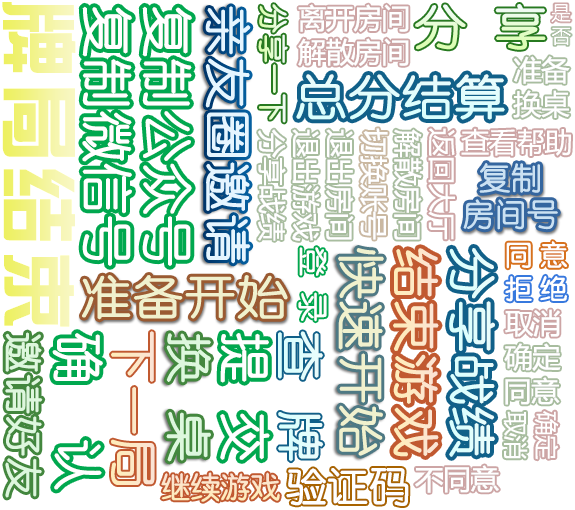 牌局结束
复制微信号
复制公众号
亲友圈邀请
分享一下
离开房间
解散房间
分 享
是
否
总分结算
准备
换桌
分享战绩
退出游戏
退出房间
切换账号
解散房间
返回大厅
查看帮助
复制
房间号
准备开始
登 录
快速开始
结束游戏
分享战绩
同 意
拒 绝
取消
确定
同意
取消
确定
邀请好友
确 认
下一局
换 桌
提 交
查 牌
继续游戏
验证码
不同意